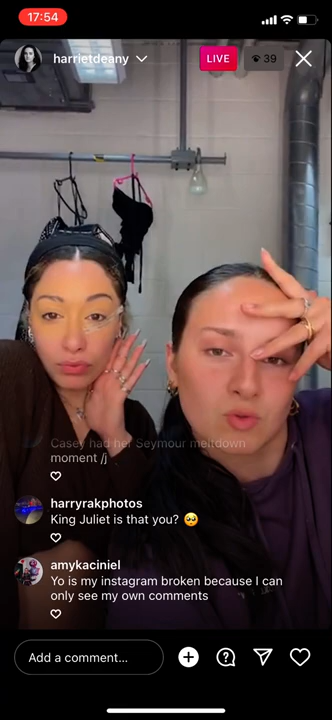 17:54
harrietdeany
LIVE
39
Casey had her Seymour meltdown
moment /j
harryrakphotos
King Juliet is that you? 🥹
amykaciniel
Yo is my instagram broken because I can
only see my own comments
Add a comment...